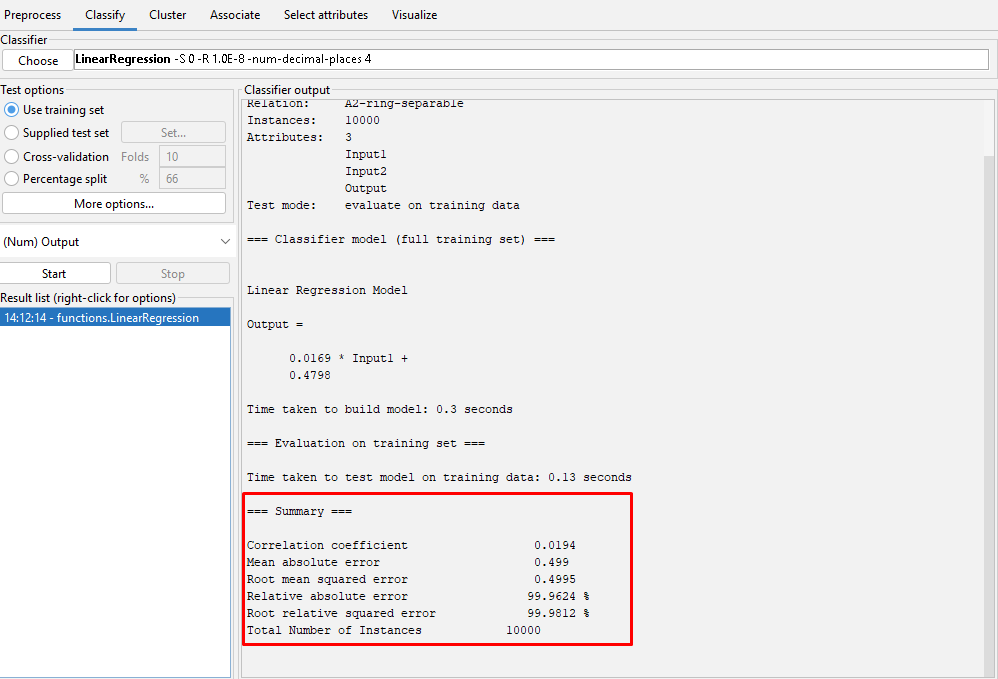 Preprocess Classify Cluster Associate Select attributes Visualize
Classifier
Choose LinearRegression -S 0 -R 1.0E-8 -num-decimal-places 4
Test options
Use training set
Supplied test set Set...
Cross-validation Folds 10
Percentage split % 66
More options...
(Num) Output
Start Stop
Result list (right-click for options)
14:12:14 - functions.LinearRegression
Classifier output
Relation: A2-ring-separable
Instances: 10000
Attributes: 3
Input1
Input2
Output
Test mode: evaluate on training data
=== Classifier model (full training set) ===
Linear Regression Model
Output =
0.0169 * Input1 +
0.4798
Time taken to build model: 0.3 seconds
=== Evaluation on training set ===
Time taken to test model on training data: 0.13 seconds
=== Summary ===
Correlation coefficient 0.0194
Mean absolute error 0.499
Root mean squared error 0.4995
Relative absolute error 99.9624 %
Root relative squared error 99.9812 %
Total Number of Instances 10000